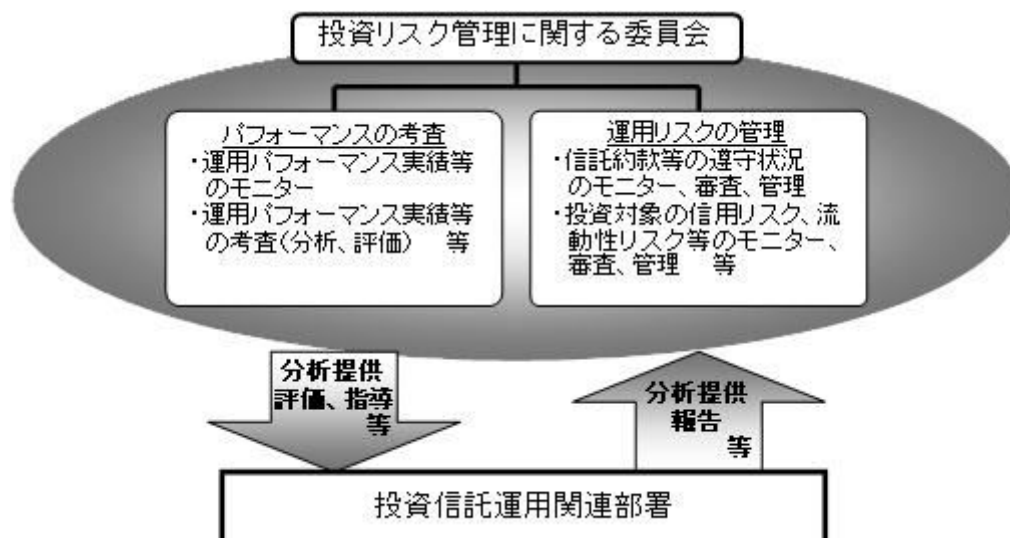 投資リスク管理に関する委員会
パフォーマンスの考査
・運用パフォーマンス実績等
のモニター
・運用パフォーマンス実績等
の考査(分析、評価) 等
運用リスクの管理
・信託約款等の遵守状況
のモニター、審査、管理
・投資対象の信用リスク、流
動性リスク等のモニター、
審査、管理 等
分析提供
評価、指導
等
分析提供
報告
等
投資信託運用関連部署